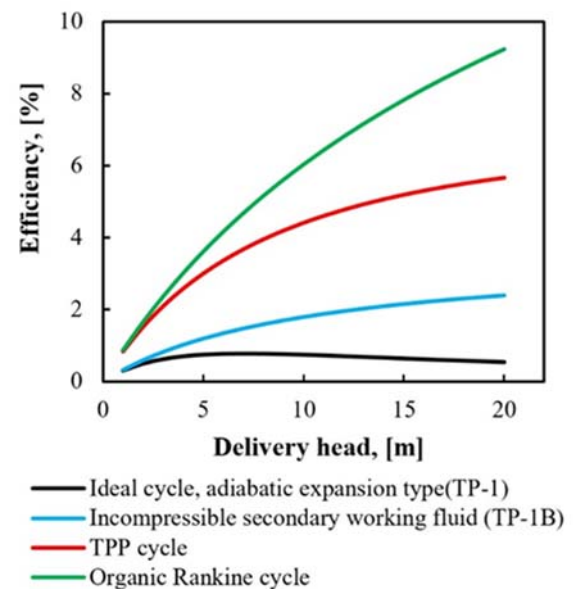 10
8
6
4
2
0
Efficiency, [%]
0 5 10 15 20
Delivery head, [m]
Ideal cycle, adiabatic expansion type(TP-1)
Incompressible secondary working fluid (TP-1B)
TPP cycle
Organic Rankine cycle